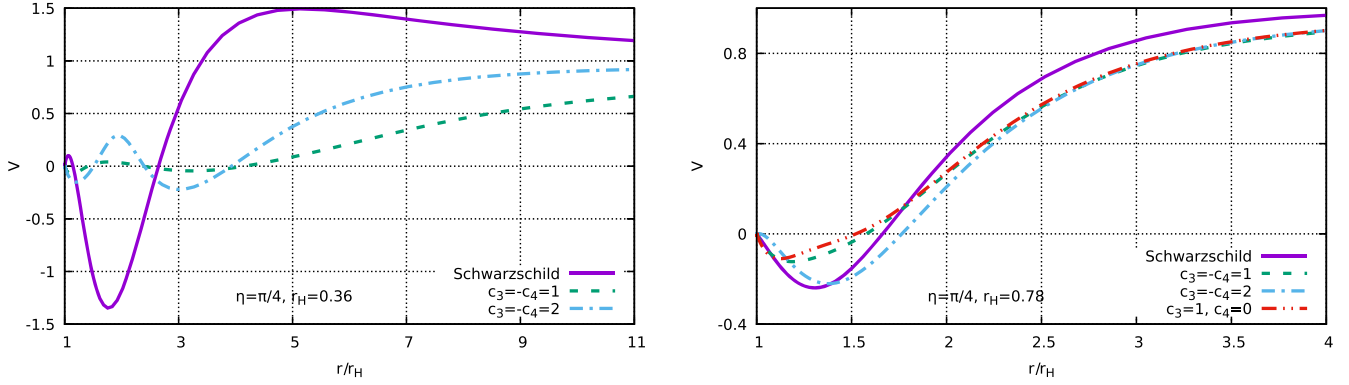 1.5
1
0.5
0
-0.5
-1
-1.5
V
Schwarzschild
c₃=-c₄=1
c₃=-c₄=2
η=π/4, r_H=0.36
1 3 5 7 9 11
r/r_H
0.8
0.4
0
-0.4
V
Schwarzschild
c₃=-c₄=1
c₃=-c₄=2
c₃=1, c₄=0
η=π/4, r_H=0.78
1 1.5 2 2.5 3 3.5 4
r/r_H